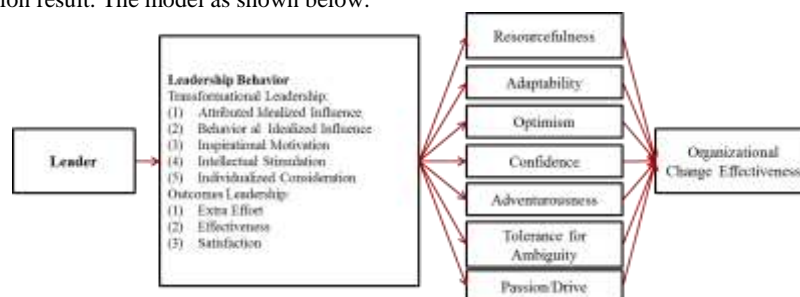 ion result. The model as shown below:
Leader
Leadership Behavior
Transformational Leadership:
(1) Attributed Idealized Influence
(2) Behavior al Idealized Influence
(3) Inspirational Motivation
(4) Intellectual Stimulation
(5) Individualized Consideration
Outcomes Leadership:
(1) Extra Effort
(2) Effectiveness
(3) Satisfaction
Resourcefulness
Adaptability
Optimism
Confidence
Adventurousness
Tolerance for
Ambiguity
Passion/Drive
Organizational
Change Effectiveness